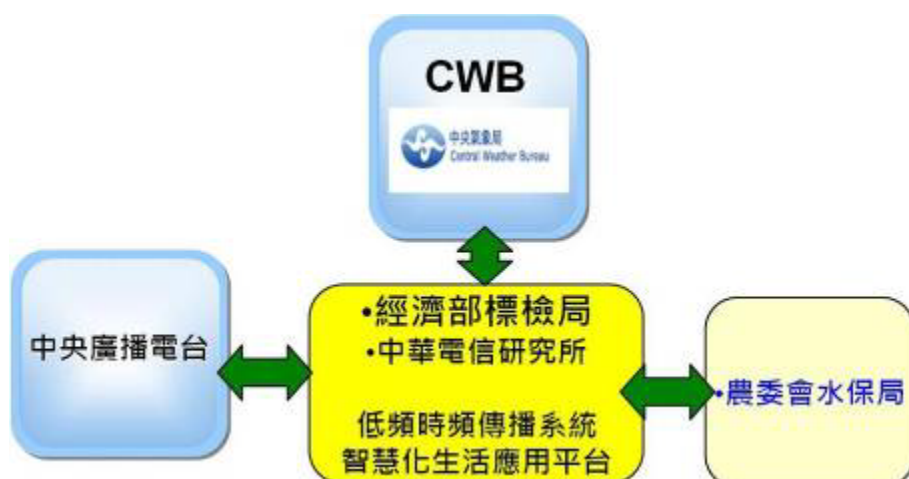 CWB
中央氣象局
Central Weather Bureau
中央廣播電台
•經濟部標檢局
•中華電信研究所
低頻時頻傳播系統
智慧化生活應用平台
•農委會水保局